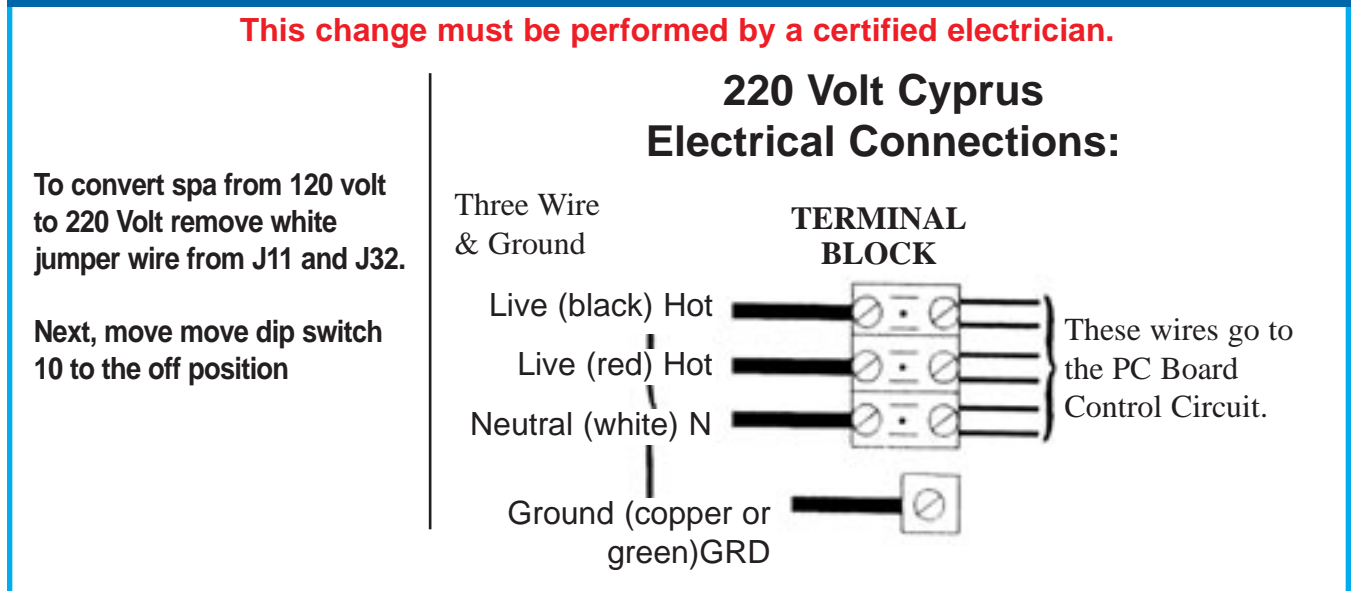 This change must be performed by a certified electrician.
To convert spa from 120 volt
to 220 Volt remove white
jumper wire from J11 and J32.
Next, move move dip switch
10 to the off position
220 Volt Cyprus
Electrical Connections:
Three Wire
& Ground
TERMINAL
BLOCK
Live (black) Hot
Live (red) Hot
Neutral (white) N
Ground (copper or
green)GRD
These wires go to
the PC Board
Control Circuit.